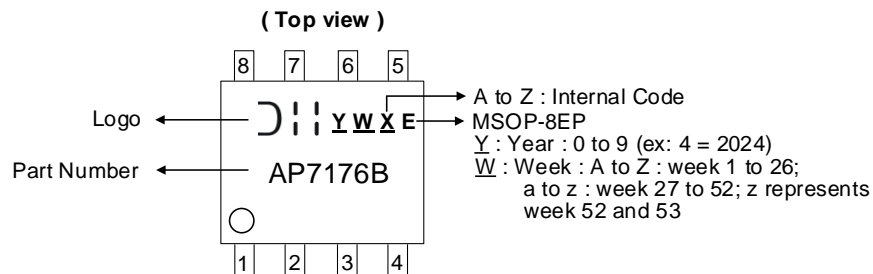 ( Top view )
8 7 6 5
Logo
Y W X E
A to Z : Internal Code
MSOP-8EP
Y : Year : 0 to 9 (ex: 4 = 2024)
W : Week : A to Z : week 1 to 26;
a to z : week 27 to 52; z represents
week 52 and 53
Part Number
AP7176B
1 2 3 4